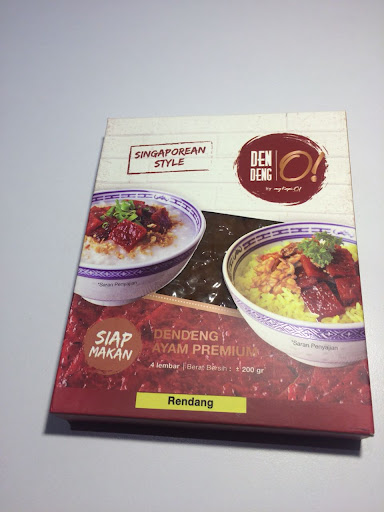 SINGAPOREAN
STYLE
DEN
DENG
O!
by
*Saran Penyajian
*Saran Penyajian
SIAP
MAKAN
DENDENG
AYAM PREMIUM
4 lembar | Berat Bersih : ± 200 gr
Rendang